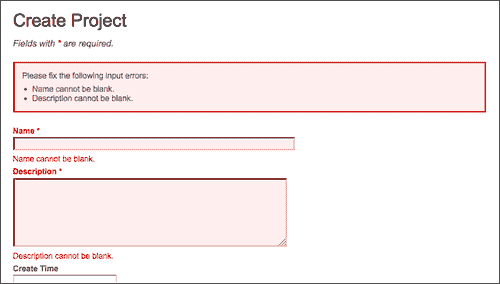 Create Project
Fields with * are required.
Please fix the following input errors:
• Name cannot be blank.
• Description cannot be blank.
Name *
Name cannot be blank.
Description *
Description cannot be blank.
Create Time